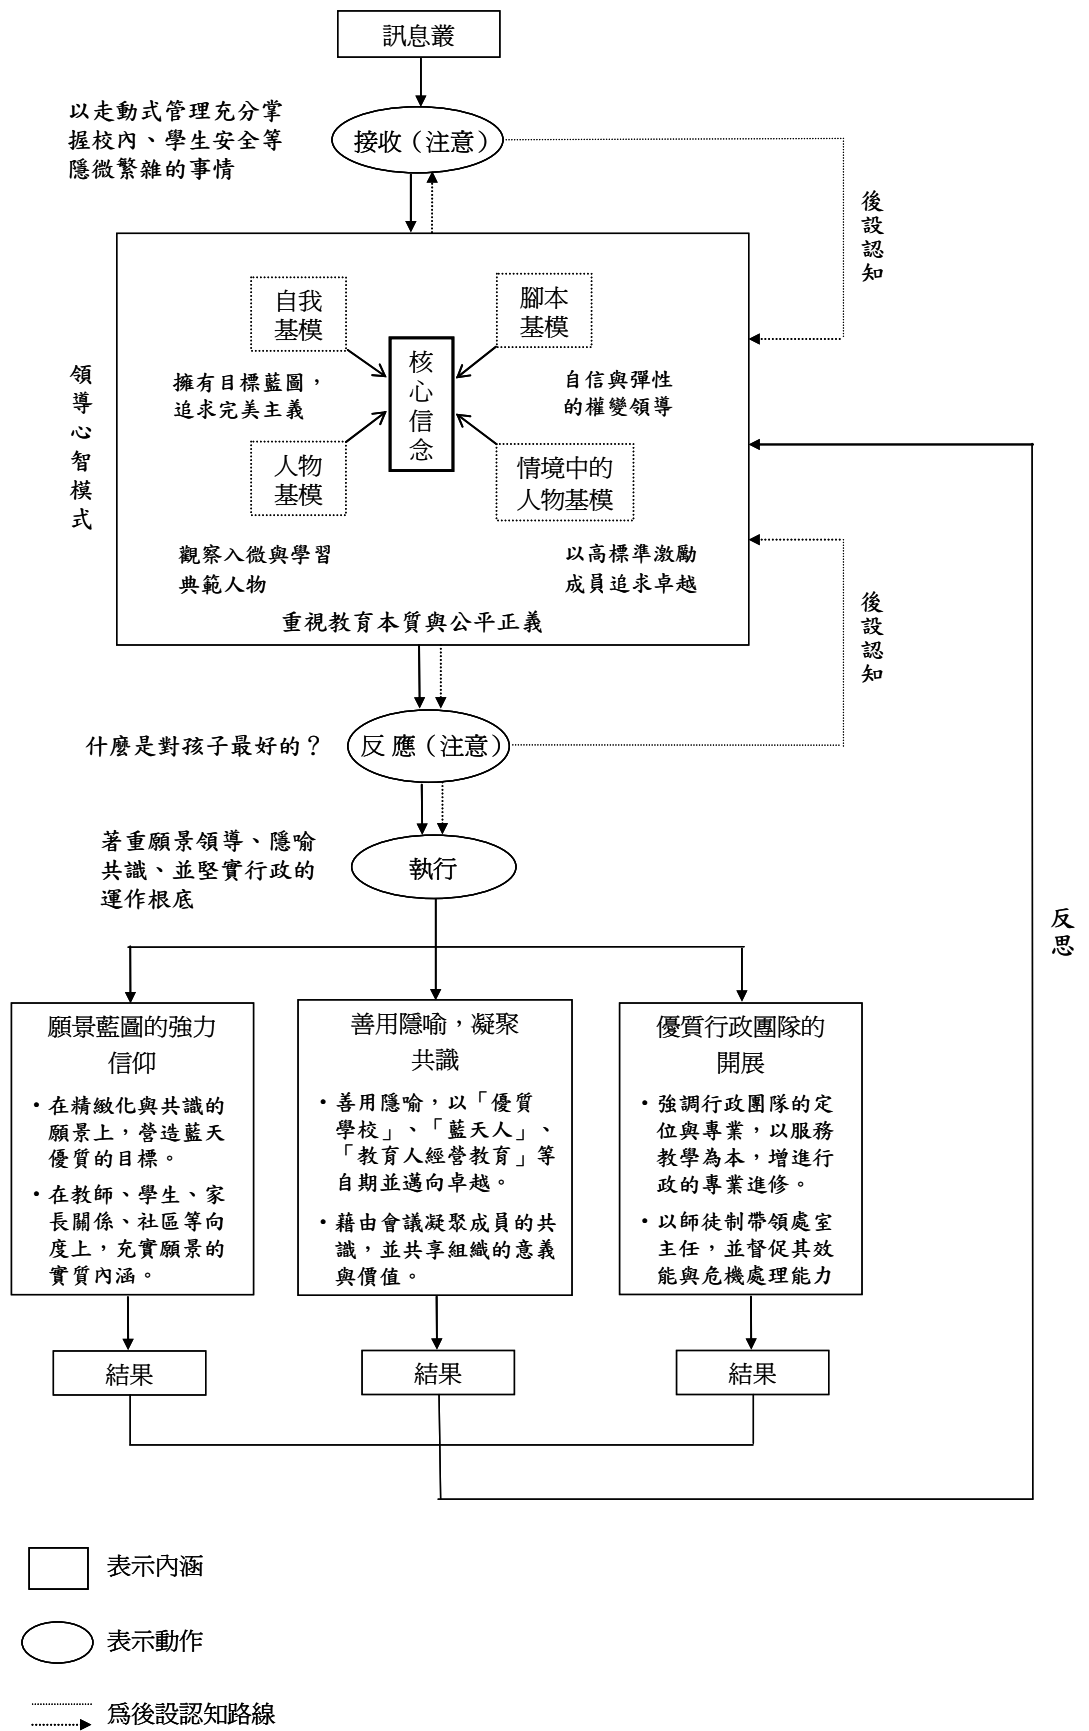 訊息叢
以走動式管理充分掌
握校內、學生安全等
隱微繁雜的事情
接收（注意）
後設認知
領導心智模式
自我
基模
腳本
基模
核心信念
擁有目標藍圖，
追求完美主義
自信與彈性
的權變領導
人物
基模
情境中的
人物基模
觀察入微與學習
典範人物
以高標準激勵
成員追求卓越
重視教育本質與公平正義
後設認知
什麼是對孩子最好的？
反應（注意）
著重願景領導、隱喻
共識、並堅實行政的
運作根底
執行
反思
願景藍圖的強力
信仰
・在精緻化與共識的
願景上，營造藍天
優質的目標。
・在教師、學生、家
長關係、社區等向
度上，充實願景的
實質內涵。
善用隱喻，凝聚
共識
・善用隱喻，以「優質
學校」、「藍天人」、
「教育人經營教育」等
自期並邁向卓越。
・藉由會議凝聚成員的共
識，並共享組織的意義
與價值。
優質行政團隊的
開展
・強調行政團隊的定
位與專業，以服務
教學為本，增進行
政的專業進修。
・以師徒制帶領處室
主任，並督促其效
能與危機處理能力
結果
結果
結果
表示內涵
表示動作
為後設認知路線